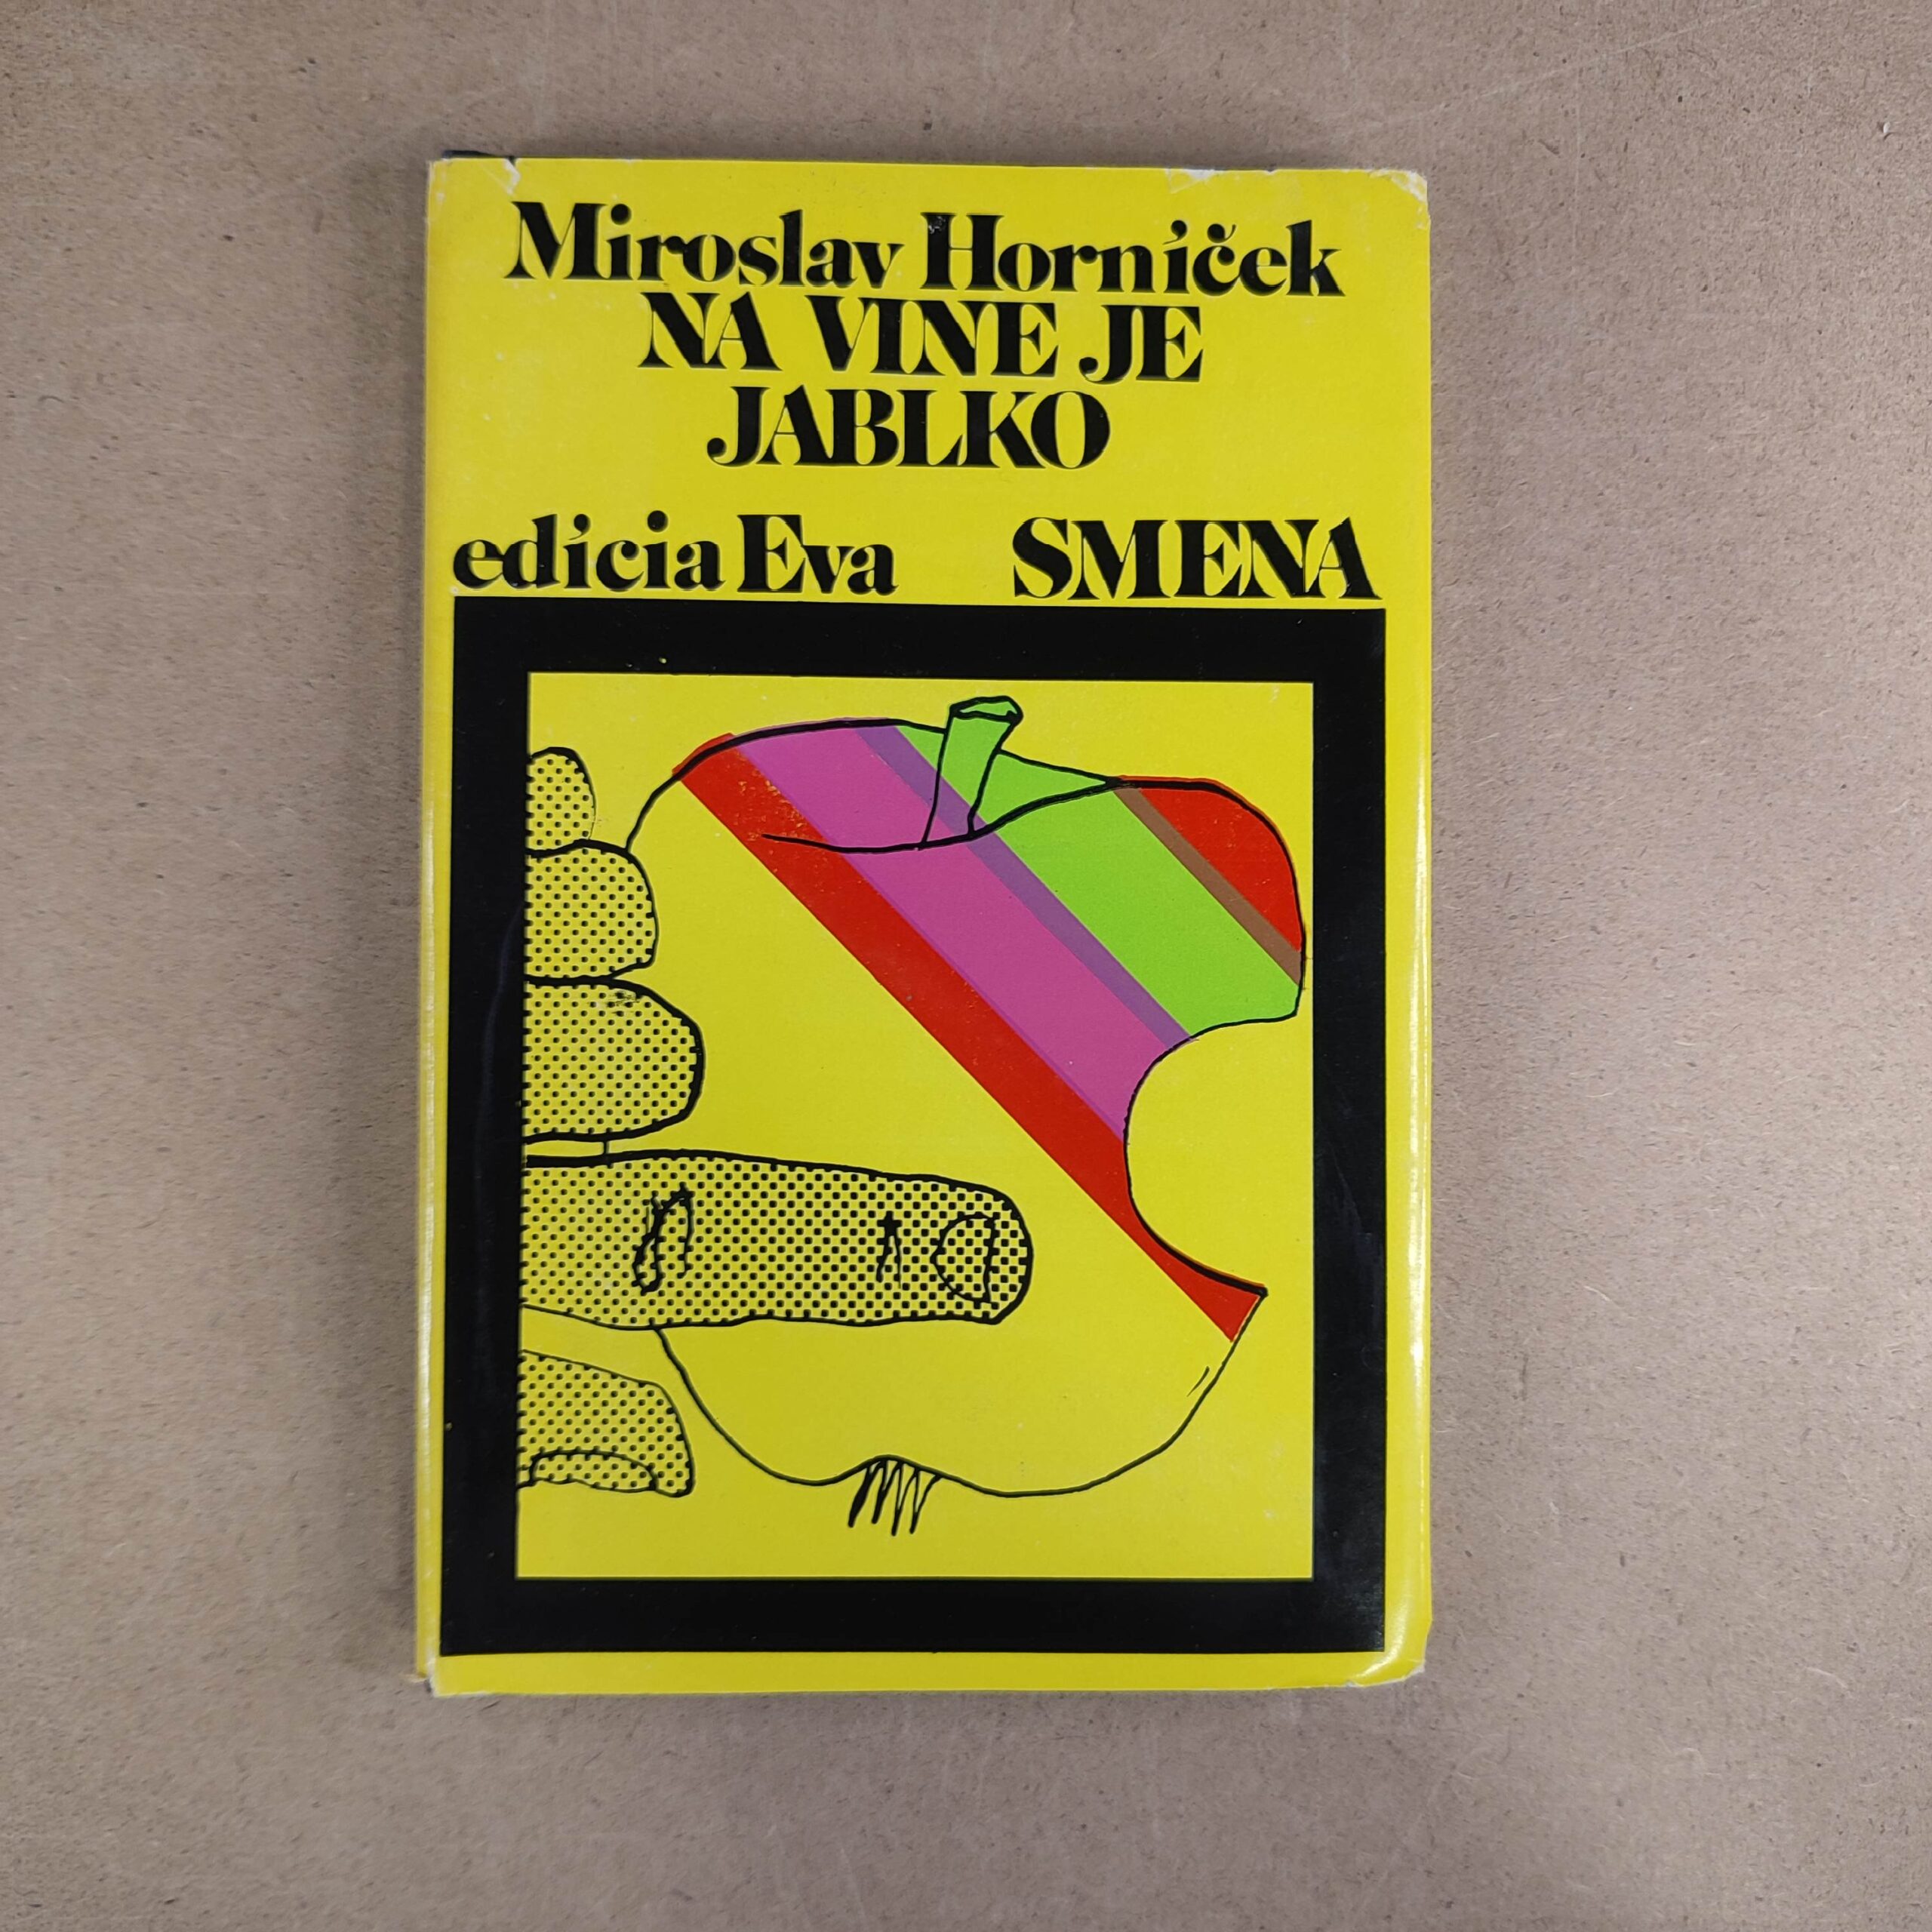 Miroslav Horníček
NA VINE JE
JABLKO
edícia Eva SMENA